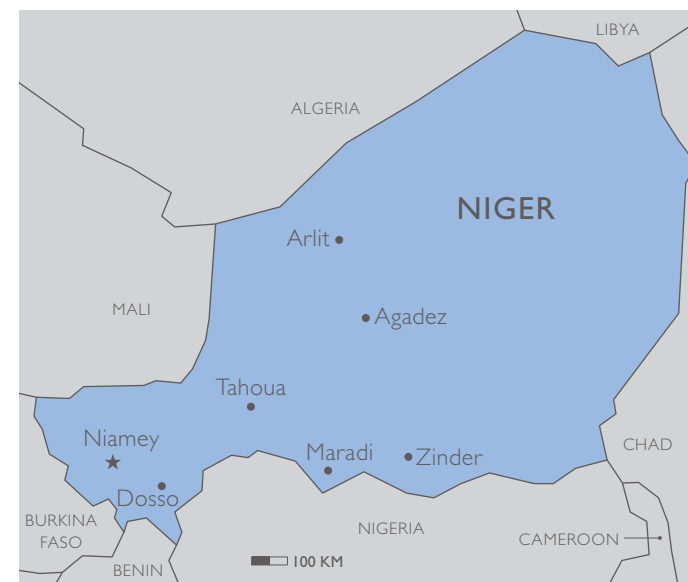 LIBYA
ALGERIA
NIGER
Arlit
MALI
Agadez
Tahoua
Niamey
Maradi
Zinder
CHAD
Dosso
BURKINA
FASO
NIGERIA
CAMEROON
BENIN
100 KM